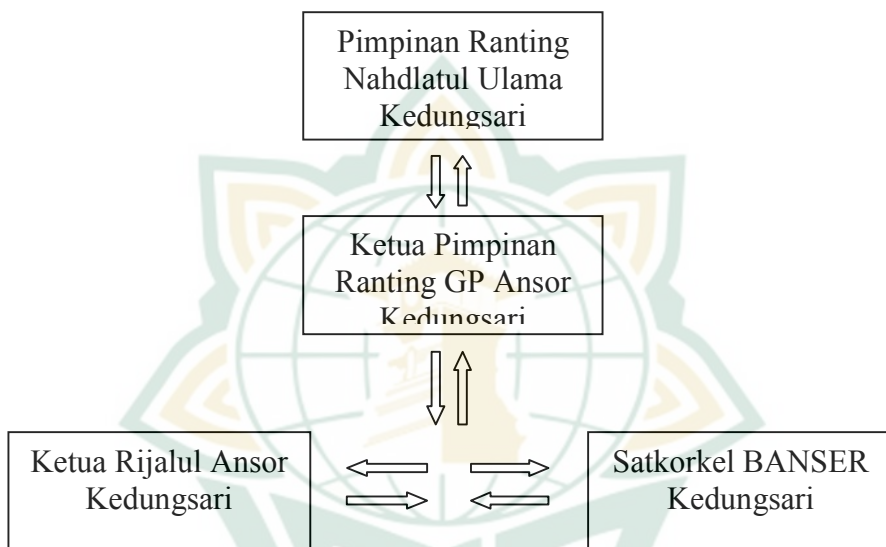 Pimpinan Ranting
Nahdlatul Ulama
Kedungsari
Ketua Pimpinan
Ranting GP Ansor
Kedungsari
Ketua Rijalul Ansor
Kedungsari
Satkorkel BANSER
Kedungsari